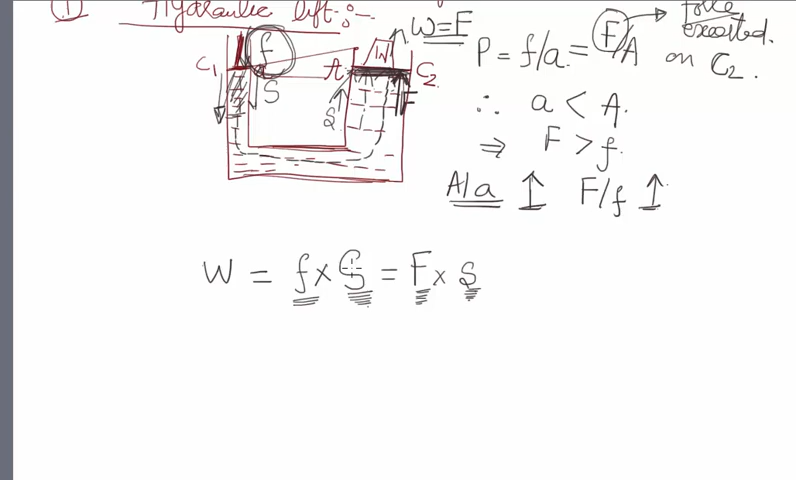 ① Hydraulic lift :-
W = F
P = f/a = F/A → force exerted on C2.
f
W
C1
A
C2
S
S
F
∴ a < A.
⇒ F > f.
A/a ↑ F/f ↑
W = f × S = F × s